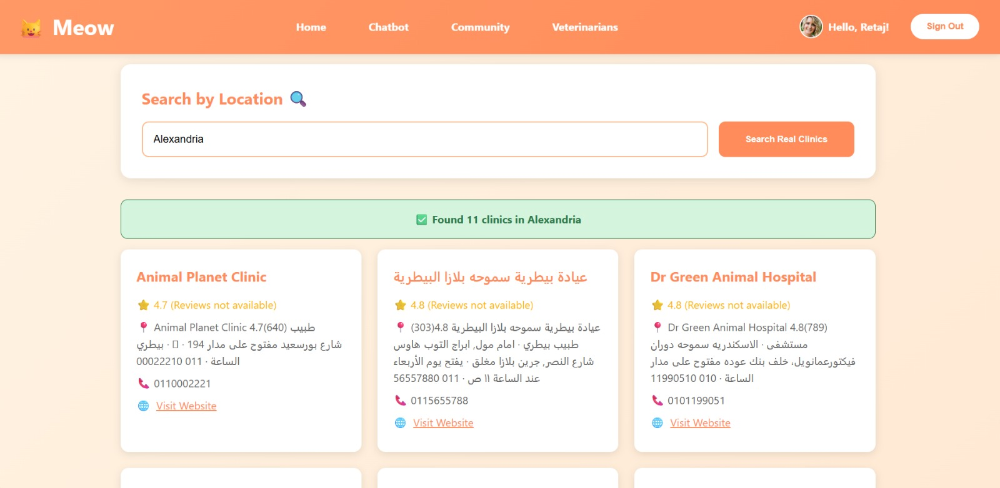 Meow
Home
Chatbot
Community
Veterinarians
Hello, Retaj!
Sign Out
Search by Location
Alexandria
Search Real Clinics
Found 11 clinics in Alexandria
Animal Planet Clinic
4.7 (Reviews not available)
Animal Planet Clinic 4.7(640) طبيب
بيطري · · 194 شارع بورسعيد مفتوح على مدار
الساعة · 011 00022210
0110002221
Visit Website
عيادة بيطرية سموحه بلازا البيطرية
4.8 (Reviews not available)
عيادة بيطرية سموحه بلازا البيطرية 4.8(303)
طبيب بيطري · امام مول, ابراج التوب هاوس
شارع النصر, جرين بلازا مغلق · يفتح يوم الأربعاء
عند الساعة ١١ ص · 011 56557880
0115655788
Visit Website
Dr Green Animal Hospital
4.8 (Reviews not available)
Dr Green Animal Hospital 4.8(789)
مستشفى · الاسكندريه سموحه دوران
فيكتورعمانويل، خلف بنك عوده مفتوح على مدار
الساعة · 010 11990510
0101199051
Visit Website